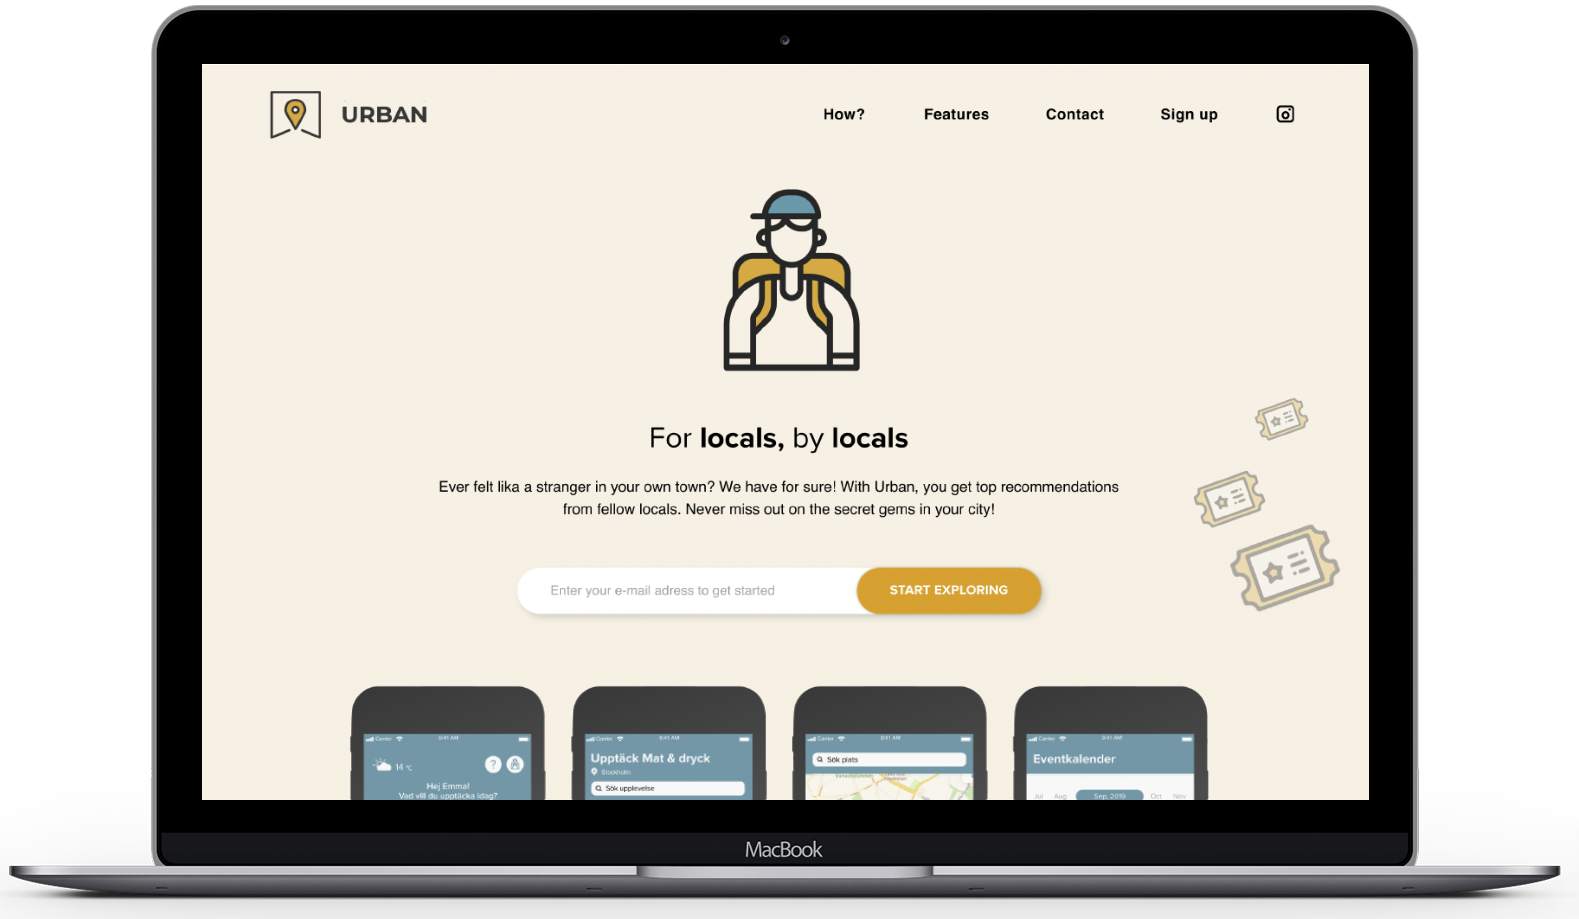 URBAN
How?
Features
Contact
Sign up
For locals, by locals
Ever felt lika a stranger in your own town? We have for sure! With Urban, you get top recommendations
from fellow locals. Never miss out on the secret gems in your city!
Enter your e-mail adress to get started
START EXPLORING
Carrier
9:41 AM
14 °C
?
Hej Emma!
Vad vill du upptäcka idag?
Carrier
9:41 AM
Upptäck Mat & dryck
Stockholm
Sök upplevelse
Carrier
9:41 AM
Sök plats
Carrier
9:41 AM
Eventkalender
Jul Aug Sep, 2019 Oct Nov
MacBook